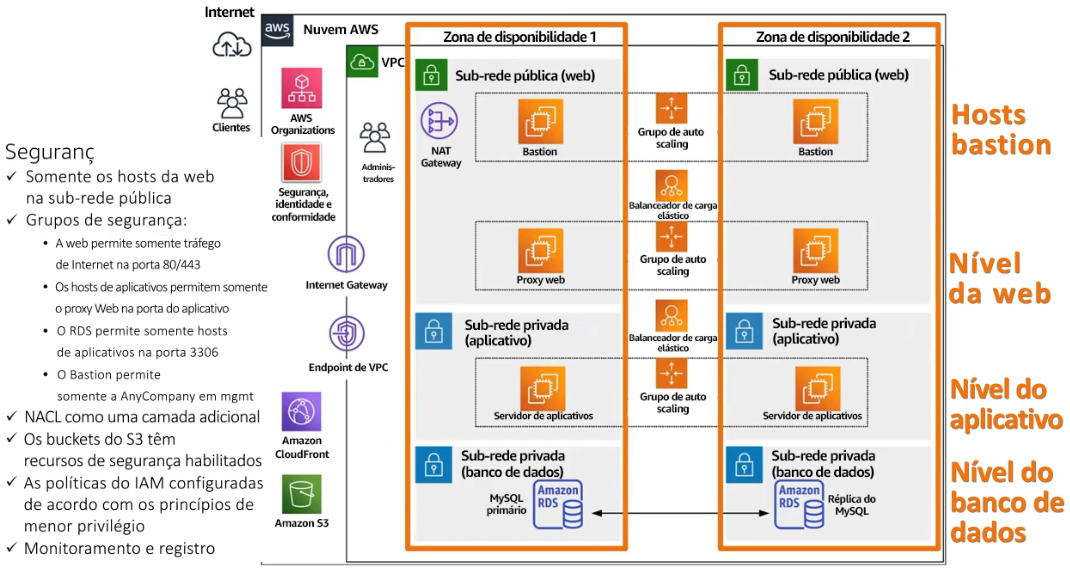 Internet
aws
Nuvem AWS
Zona de disponibilidade 1
Zona de disponibilidade 2
VPC
Sub-rede pública (web)
Sub-rede pública (web)
Clientes
AWS
Organizations
Adminis-
tradores
NAT
Gateway
Bastion
Grupo de auto
scaling
Bastion
Hosts
bastion
Seguranç
✓ Somente os hosts da web
na sub-rede pública
✓ Grupos de segurança:
• A web permite somente tráfego
de Internet na porta 80/443
• Os hosts de aplicativos permitem somente
o proxy Web na porta do aplicativo
• O RDS permite somente hosts
de aplicativos na porta 3306
• O Bastion permite
somente a AnyCompany em mgmt
✓ NACL como uma camada adicional
✓ Os buckets do S3 têm
recursos de segurança habilitados
✓ As políticas do IAM configuradas
de acordo com os princípios de
menor privilégio
✓ Monitoramento e registro
Segurança,
identidade e
conformidade
Balanceador de carga
elástico
Internet Gateway
Proxy web
Grupo de auto
scaling
Proxy web
Nível
da web
Endpoint de VPC
Sub-rede privada
(aplicativo)
Balanceador de carga
elástico
Sub-rede privada
(aplicativo)
Servidor de aplicativos
Grupo de auto
scaling
Servidor de aplicativos
Nível do
aplicativo
Amazon
CloudFront
Amazon S3
Sub-rede privada
(banco de dados)
Sub-rede privada
(banco de dados)
MySQL
primário
Amazon
RDS
Amazon
RDS
Réplica do
MySQL
Nível do
banco de
dados